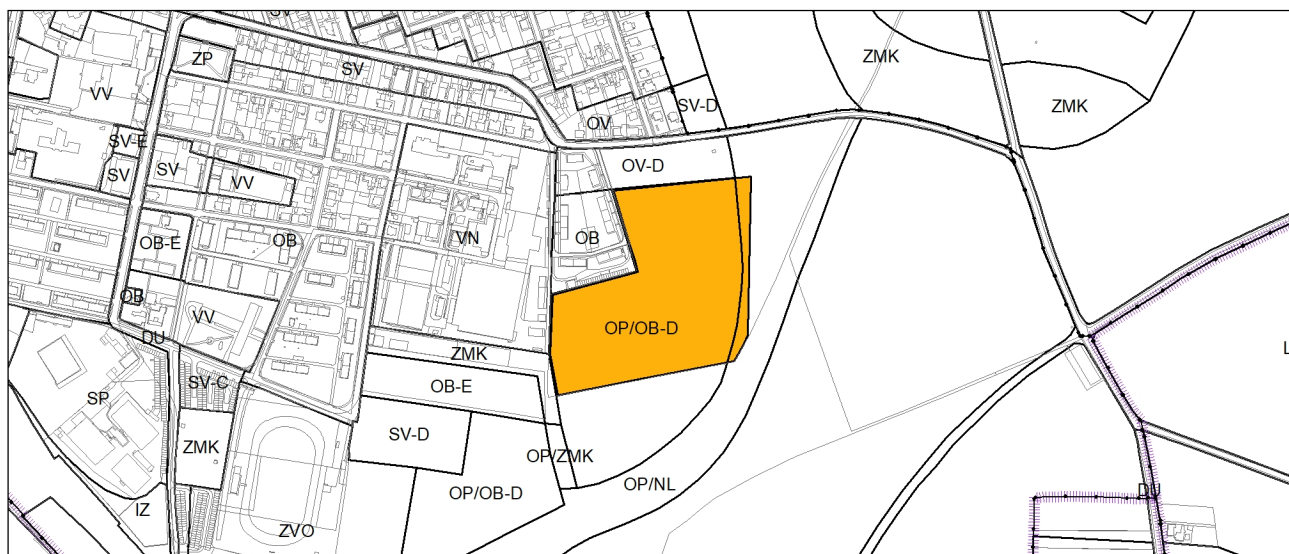 SV
ZP
SV
ZMK
VV
SV-D
ZMK
OV
SV-E
SV
OV-D
SV
VV
OB-E
OB
VN
OB
OB
VV
OP/OB-D
DU
ZMK
L
SV-C
OB-E
SP
SV-D
ZMK
OP/ZMK
OP/NL
OP/OB-D
DU
IZ
ZVO